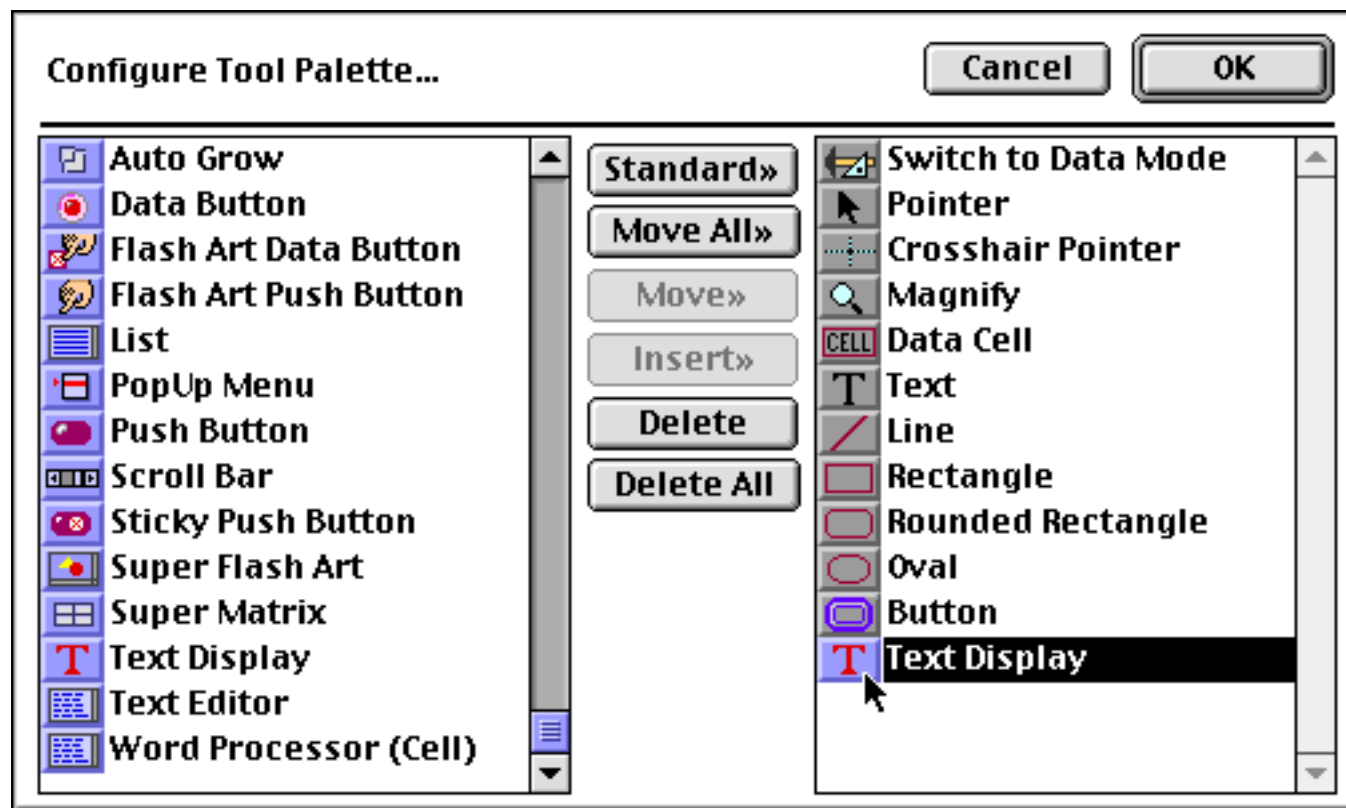 Configure Tool Palette...
Cancel
OK
Auto Grow
Data Button
Flash Art Data Button
Flash Art Push Button
List
PopUp Menu
Push Button
Scroll Bar
Sticky Push Button
Super Flash Art
Super Matrix
T Text Display
Text Editor
Word Processor (Cell)
Standard»
Move All»
Move»
Insert»
Delete
Delete All
Switch to Data Mode
Pointer
Crosshair Pointer
Magnify
CELL Data Cell
T Text
Line
Rectangle
Rounded Rectangle
Oval
Button
T Text Display